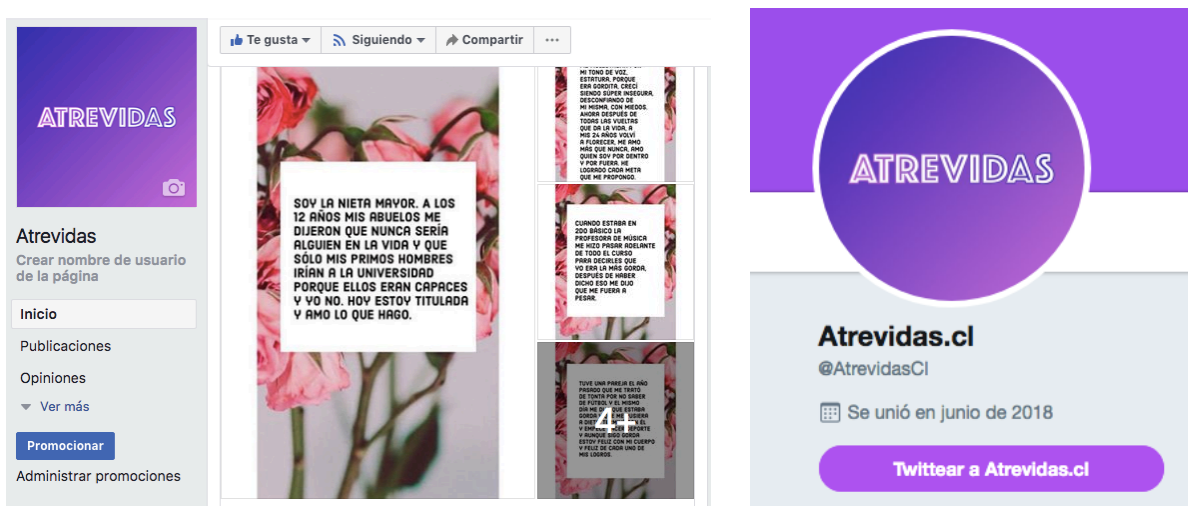 ATREVIDAS
Atrevidas
Crear nombre de usuario
de la página
Inicio
Publicaciones
Opiniones
Ver más
Promocionar
Administrar promociones
Te gusta
Siguiendo
Compartir
SOY LA NIETA MAYOR. A LOS
12 AÑOS MIS ABUELOS ME
DIJERON QUE NUNCA SERÍA
ALGUIEN EN LA VIDA Y QUE
SÓLO MIS PRIMOS HOMBRES
IRÍAN A LA UNIVERSIDAD
PORQUE ELLOS ERAN CAPACES
Y YO NO. HOY ESTOY TITULADA
Y AMO LO QUE HAGO.
MI TONO DE VOZ,
ESTATURA, PORQUE
ERA GORDITA, CRECÍ
SIENDO SÚPER INSEGURA,
DESCONFIANDO DE
MI MISMA, CON MIEDOS.
AHORA DESPUÉS DE
TODAS LAS VUELTAS
QUE DA LA VIDA, A
MIS 24 AÑOS VOLVÍ
A FLORECER, ME AMO
MÁS QUE NUNCA, AMO
QUIEN SOY POR DENTRO
Y POR FUERA. HE
LOGRADO CADA META
QUE ME PROPONGO.
CUANDO ESTABA EN
2DO BÁSICO LA
PROFESORA DE MÚSICA
ME HIZO PASAR ADELANTE
DE TODO EL CURSO
PARA DECIRLES QUE
YO ERA LA MÁS GORDA,
DESPUÉS DE HABER
DICHO ESO ME DIJO
QUE ME FUERA A
PESAR.
TUVE UNA PAREJA EL AÑO
PASADO QUE ME TRATÓ
DE TONTA POR NO SABER
DE FÚTBOL Y EL MISMO
DÍA ME QUE ESTABA
GORDA ME PUSIERA
A ÉL
Y DEPORTE
Y AUNQUE SIGO GORDA
ESTOY FELIZ CON MI CUERPO
Y FELIZ DE CADA UNO DE
MIS LOGROS.
4+
ATREVIDAS
Atrevidas.cl
@AtrevidasCl
Se unió en junio de 2018
Twittear a Atrevidas.cl